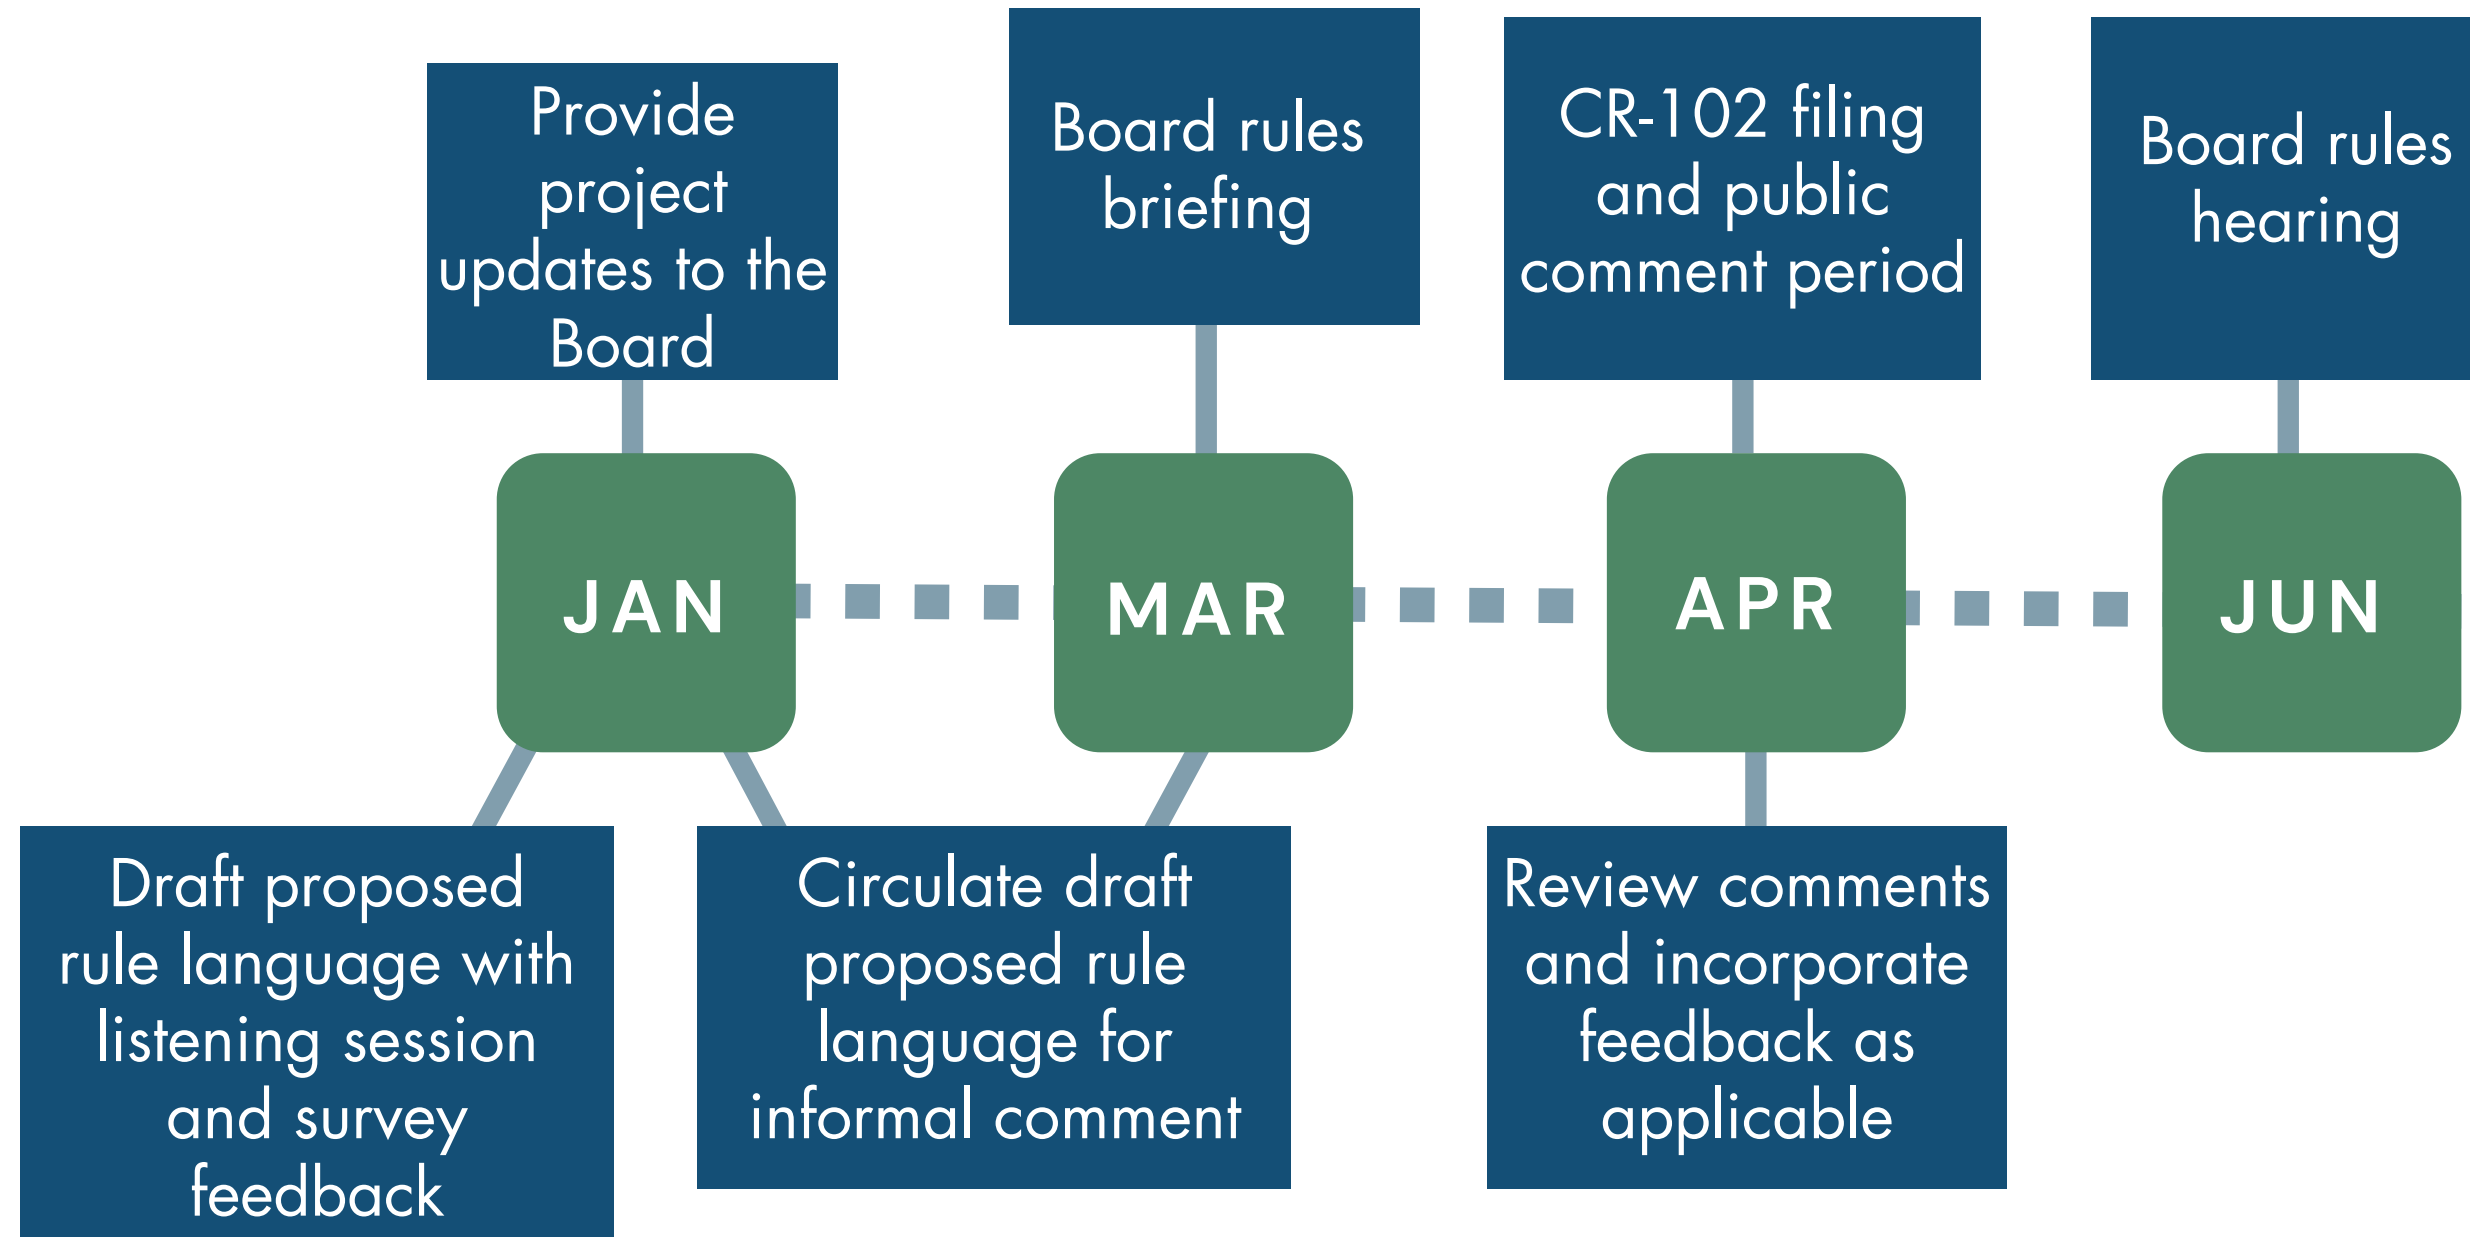 Provide
project
updates to the
Board
Board rules
briefing
CR-102 filing
and public
comment period
Board rules
hearing
JAN
MAR
APR
JUN
Draft proposed
rule language with
listening session
and survey
feedback
Circulate draft
proposed rule
language for
informal comment
Review comments
and incorporate
feedback as
applicable